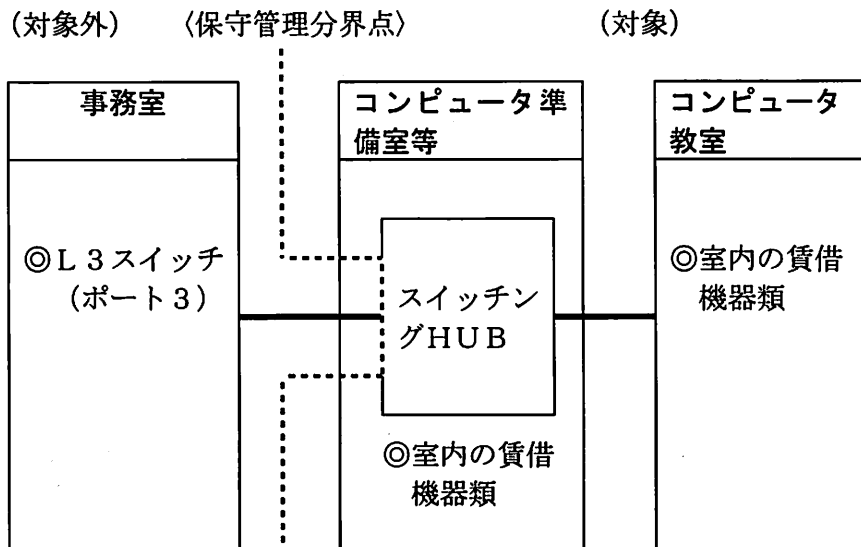 (対象外)
〈保守管理分界点〉
(対象)
事務室
コンピュータ準
備室等
コンピュータ
教室
◎L3スイッチ
(ポート3)
スイッチン
グHUB
◎室内の賃借
機器類
◎室内の賃借
機器類